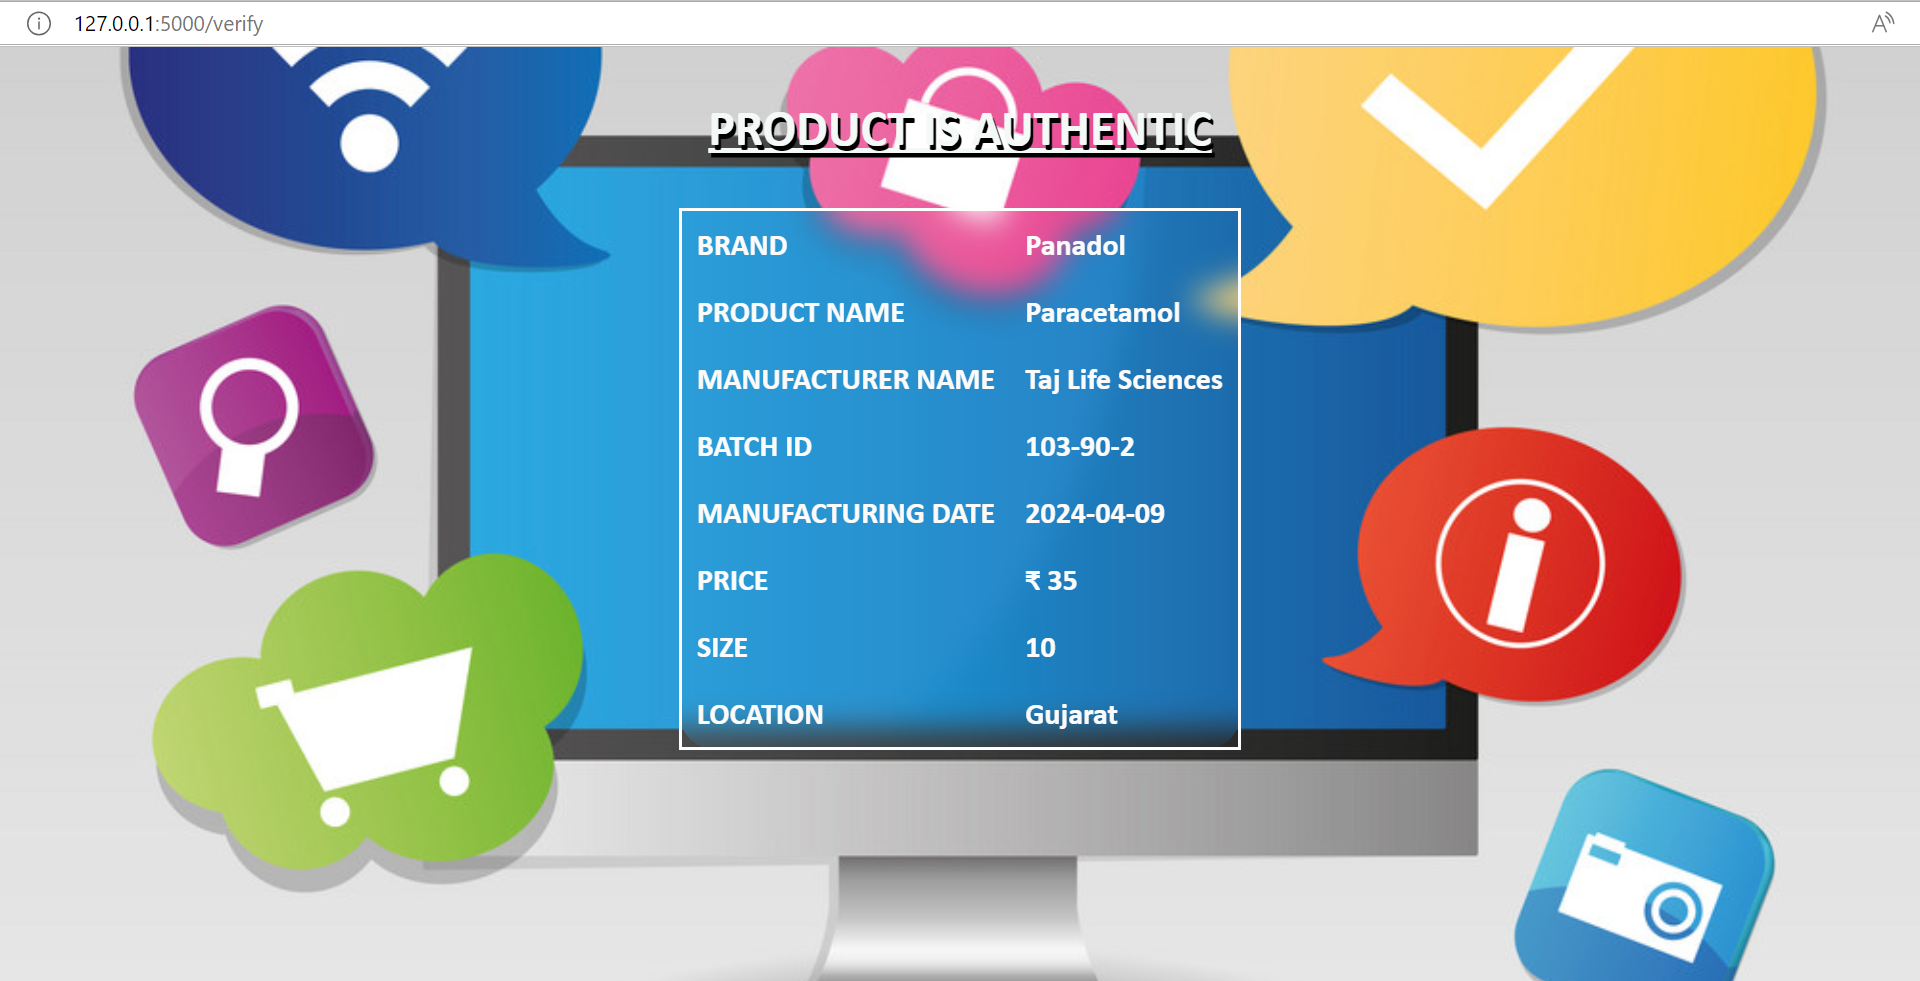 127.0.0.1:5000/verify
PRODUCT IS AUTHENTIC
BRAND Panadol
PRODUCT NAME Paracetamol
MANUFACTURER NAME Taj Life Sciences
BATCH ID 103-90-2
MANUFACTURING DATE 2024-04-09
PRICE ₹ 35
SIZE 10
LOCATION Gujarat